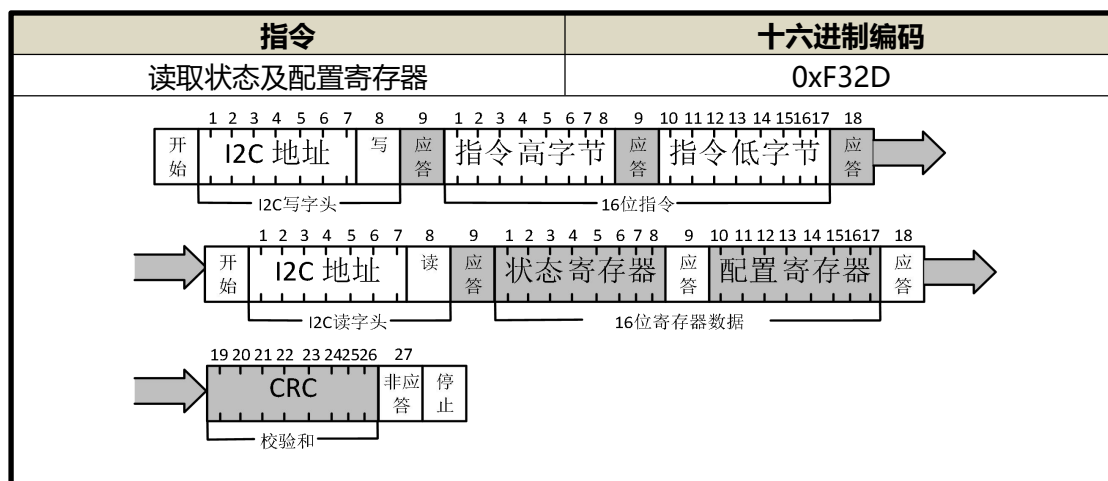 指令 十六进制编码
读取状态及配置寄存器 0xF32D
1 2 3 4 5 6 7 8 9 1 2 3 4 5 6 7 8 9 10 11 12 13 14 15 16 17 18
开始 I2C 地址 写 应答 指令高字节 应答 指令低字节 应答
I2C写字头 16位指令
1 2 3 4 5 6 7 8 9 1 2 3 4 5 6 7 8 9 10 11 12 13 14 15 16 17 18
开始 I2C 地址 读 应答 状态寄存器 应答 配置寄存器 应答
I2C读字头 16位寄存器数据
19 20 21 22 23 24 25 26 27
CRC 非应答 停止
校验和